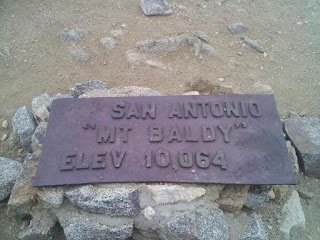 SAN ANTONIO
"MT BALDY"
ELEV 10,064